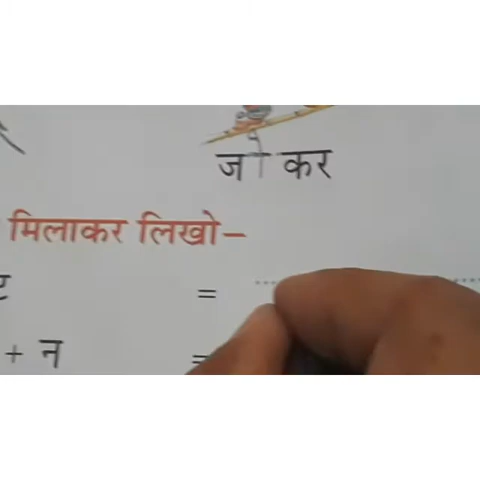 जोकर
मिलाकर लिखो–
=
+ न =